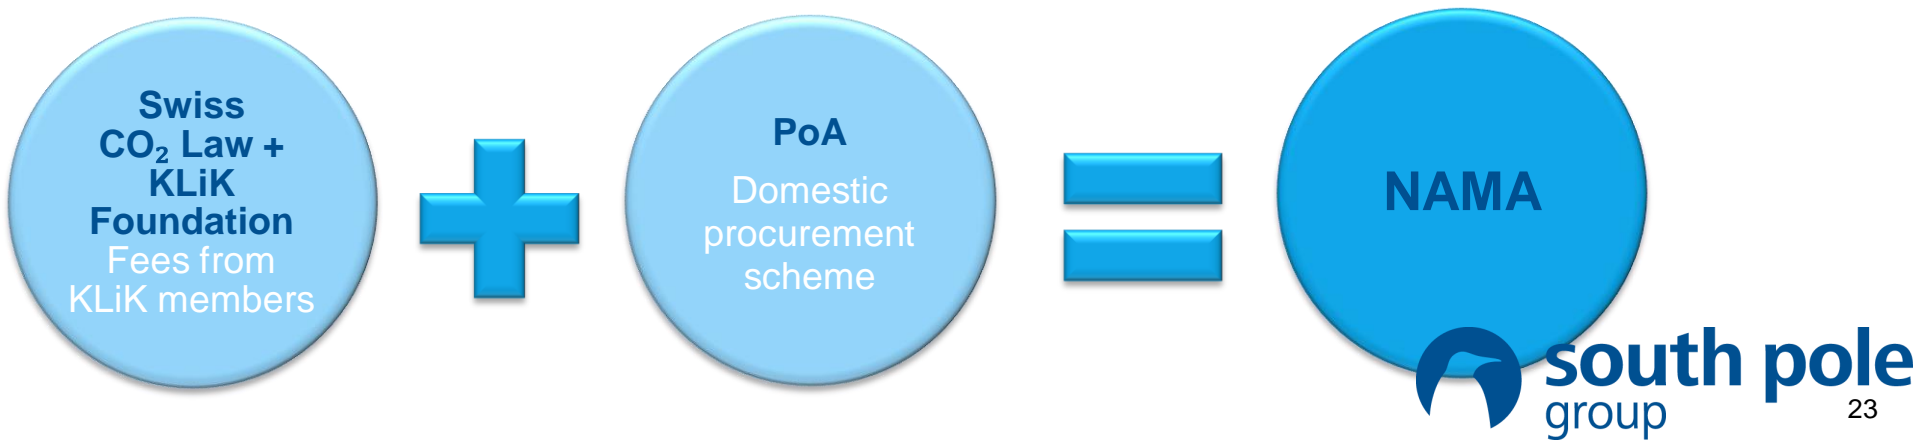 Swiss
CO₂ Law +
KLiK
Foundation
Fees from
KLiK members
PoA
Domestic
procurement
scheme
NAMA
south pole
group
23